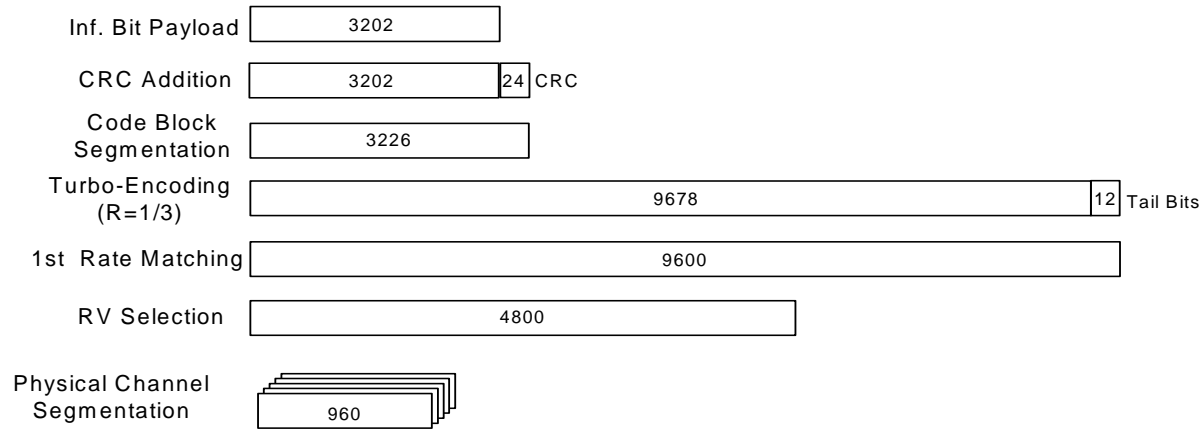 Inf. Bit Payload 3202
CRC Addition 3202 24 CRC
Code Block
Segmentation 3226
Turbo-Encoding
(R=1/3) 9678 12 Tail Bits
1st Rate Matching 9600
RV Selection 4800
Physical Channel
Segmentation 960